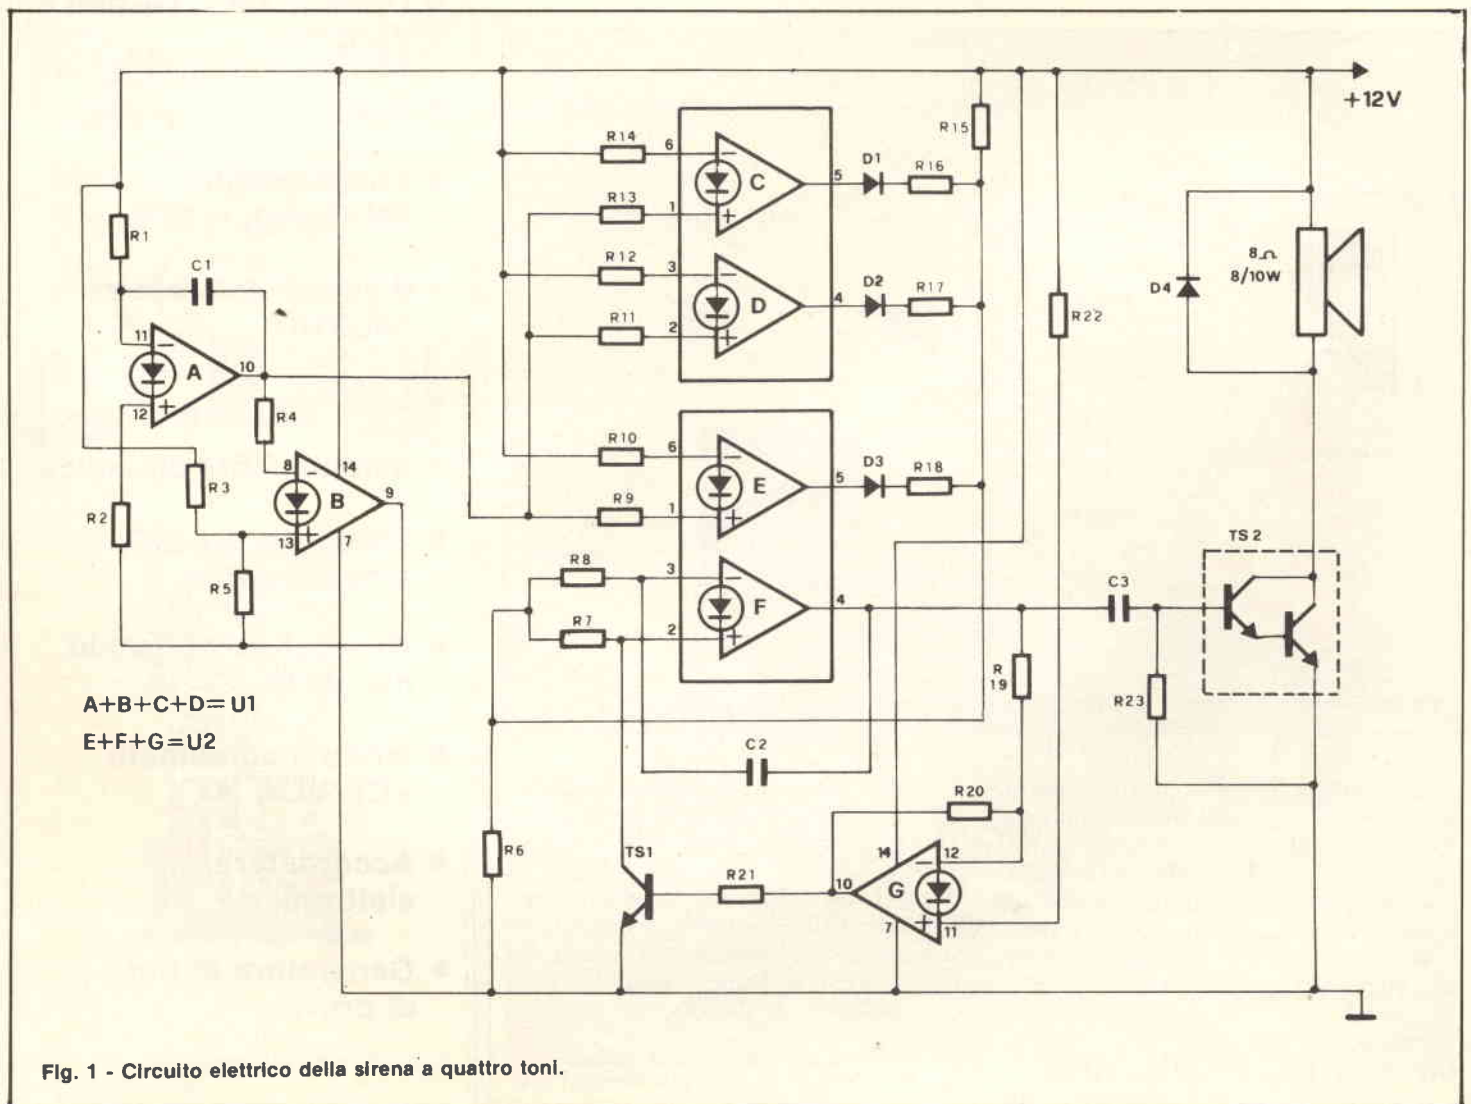 +12V
R14
6
C
5
D1
R16
R15
R13
1
R12
3
D
4
D2
R17
R11
2
R1
C1
11
A
10
12
R4
R2
R3
8
14
B
9
13
7
R5
R10
6
E
5
D3
R18
R9
1
R8
3
F
4
R7
2
R22
D4
8Ω
8/10W
TS2
C3
R23
R
19
A+B+C+D=U1
E+F+G=U2
C2
R20
R6
TS1
R21
14
12
10
G
7
11
Fig. 1 - Circuito elettrico della sirena a quattro toni.